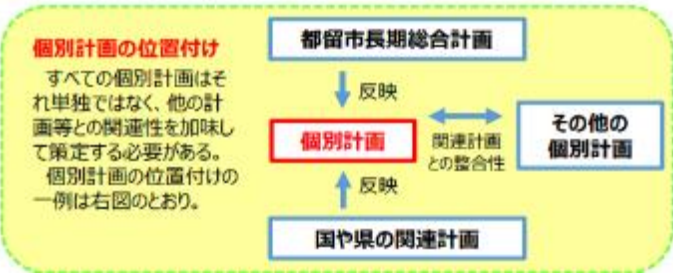 個別計画の位置付け
すべての個別計画はそ
れ単独ではなく、他の計
画等との関連性を加味し
て策定する必要がある。
個別計画の位置付けの
一例は右図のとおり。
都留市長期総合計画
反映
個別計画
関連計画
との整合性
その他の
個別計画
反映
国や県の関連計画